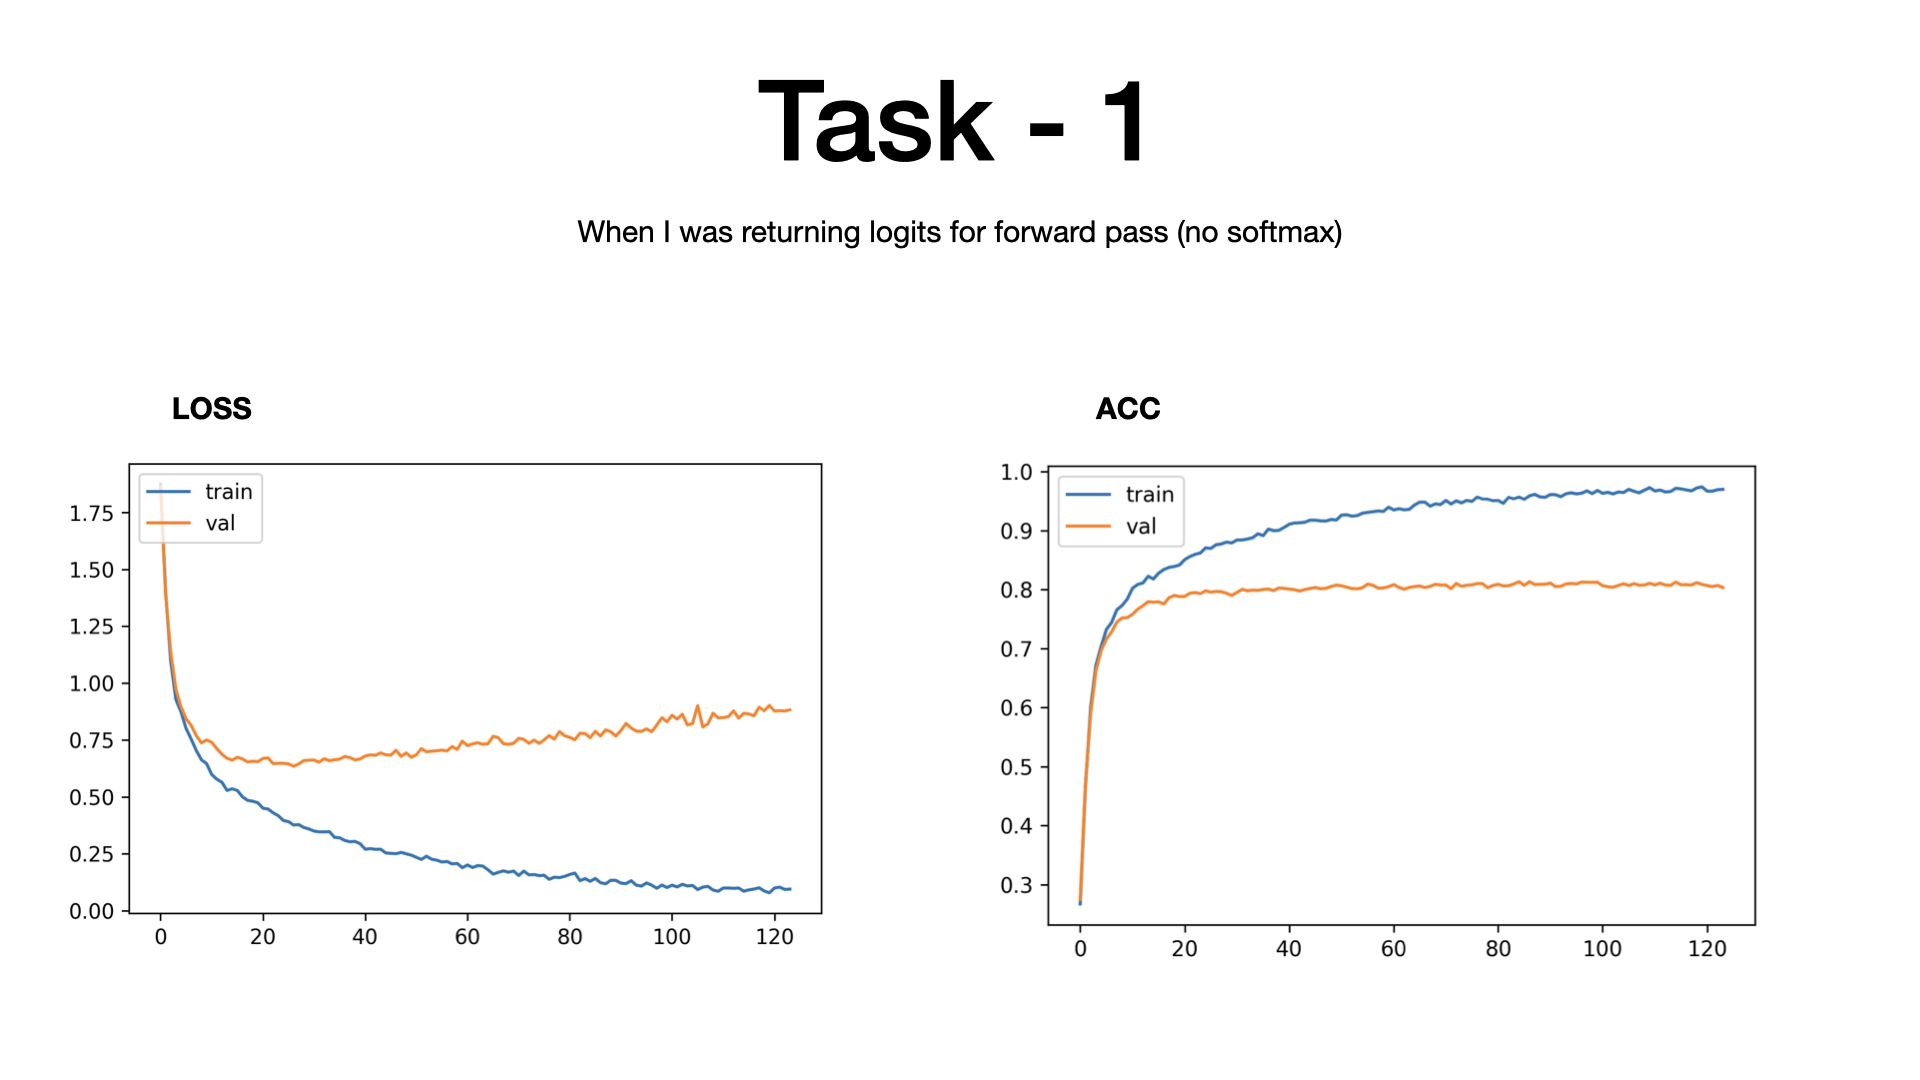 Task - 1
When I was returning logits for forward pass (no softmax)
LOSS
train
val
1.75
1.50
1.25
1.00
0.75
0.50
0.25
0.00
0 20 40 60 80 100 120
ACC
train
val
1.0
0.9
0.8
0.7
0.6
0.5
0.4
0.3
0 20 40 60 80 100 120